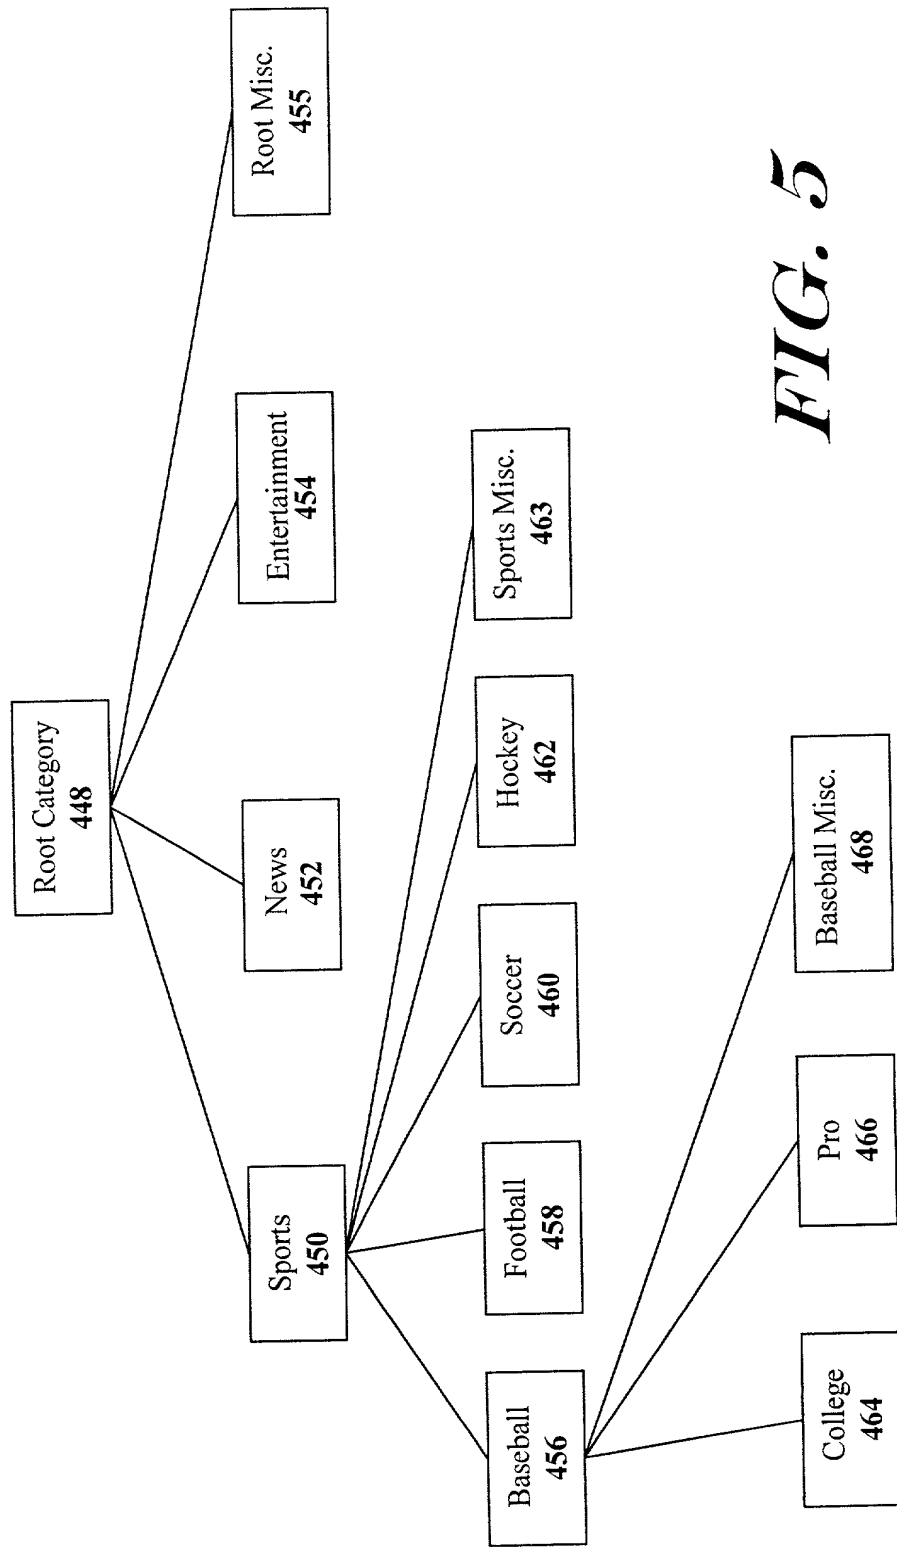 Root Category
448
Sports
450
News
452
Entertainment
454
Root Misc.
455
Baseball
456
Football
458
Soccer
460
Hockey
462
Sports Misc.
463
College
464
Pro
466
Baseball Misc.
468
FIG. 5